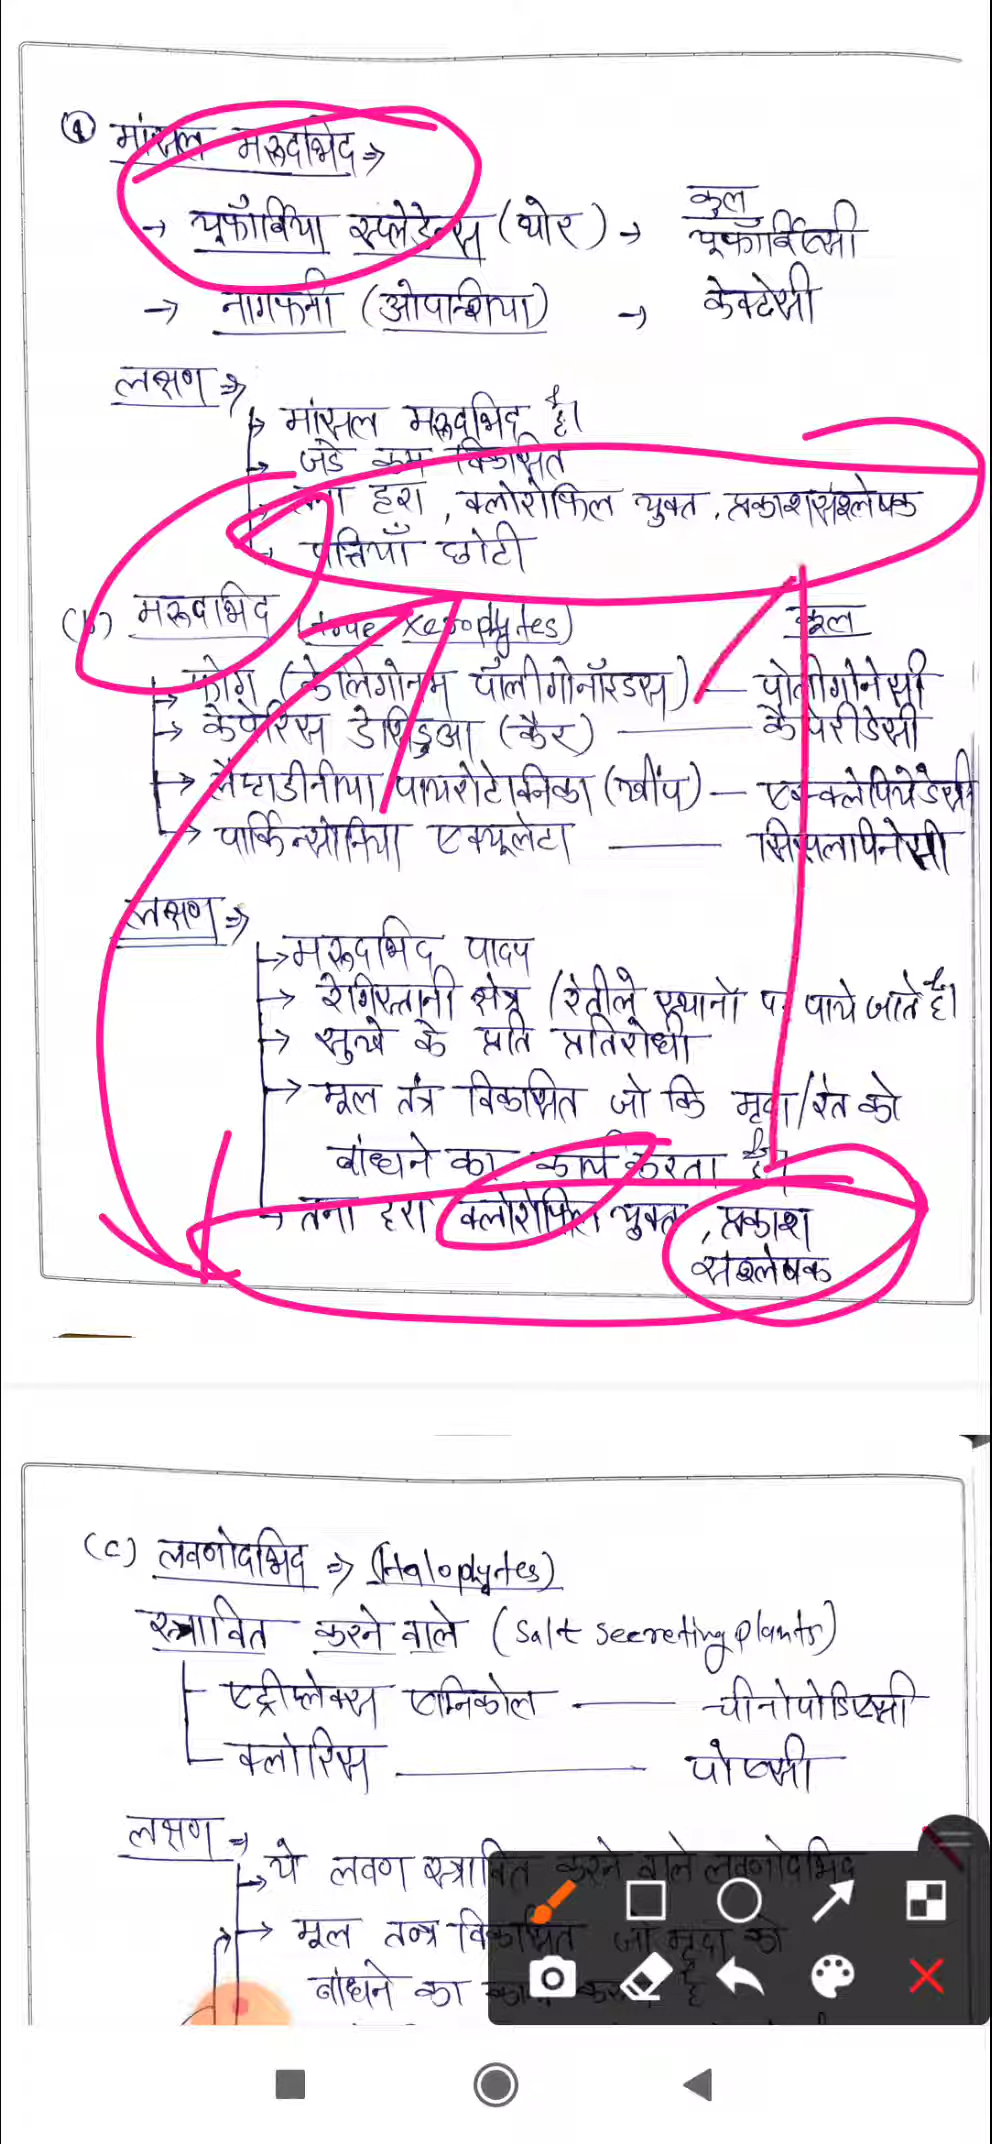 ① मांसल मरूदभिद ⇒
कुल
→ यूफॉर्बिया स्प्लेंडेन्स (थोर) → यूफॉर्बिएसी
→ नागफनी (ओपन्शिया) → केक्टेसी
लक्षण ⇒
→ मांसल मरूदभिद है।
→ जडे कम विकसित
→ तना हरा, क्लोरोफिल युक्त, प्रकाशसंश्लेषक
→ पत्तियाँ छोटी
(b) मरूदभिद (true xerophytes) कुल
→ फोग (केलिगोनम पॉलीगोनॉइडस) — पोलीगोनेसी
→ केपेरिस डेसिडुआ (कैर) — कैपेरीडेसी
→ लेप्टाडीनीया पायरोटेक्निका (खींप) —
→ पार्किन्सोनिया एक्यूलेटा —
लक्षण ⇒
→ मरूदभिद पादप
→ रेगिस्तानी क्षेत्र (रेतीले स्थानों पर पाये जाते है।
→ सुखे के प्रति प्रतिरोधी
→ मूल तंत्र विकसित जो कि मृदा/रेत को
बांधने का कार्य करता है।
→ तना हरा क्लोरोफिल युक्त, प्रकाश
संश्लेषक
(c) लवणोदभिद ⇒ (Halophytes)
स्त्रावित करने वाले (Salt secreting plants)
एट्रीप्लेक्स — चीनोपोडिएसी
क्लोरिस — पोएसी
लक्षण ⇒
→ ये लवण स्त्रावित करने वाले लवणोदभिद
→ मूल तन्त्र विकसित जो मृदा को
बांधने का कार्य है